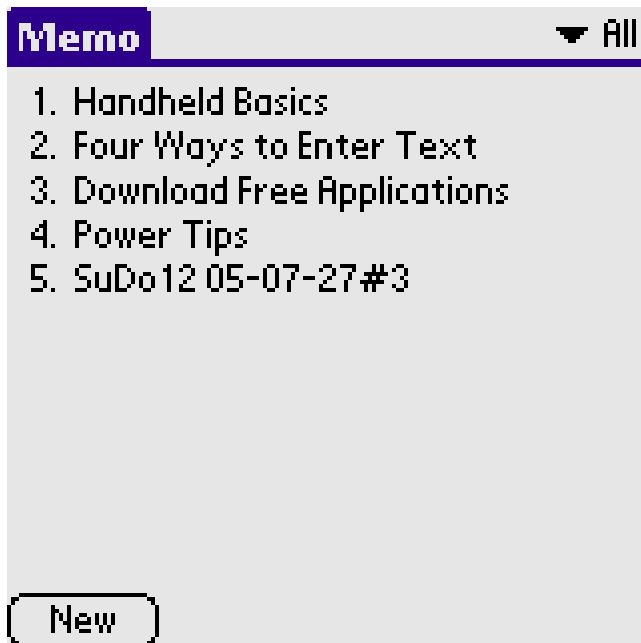 Memo
All
1. Handheld Basics
2. Four Ways to Enter Text
3. Download Free Applications
4. Power Tips
5. SuDo12 05-07-27#3
New